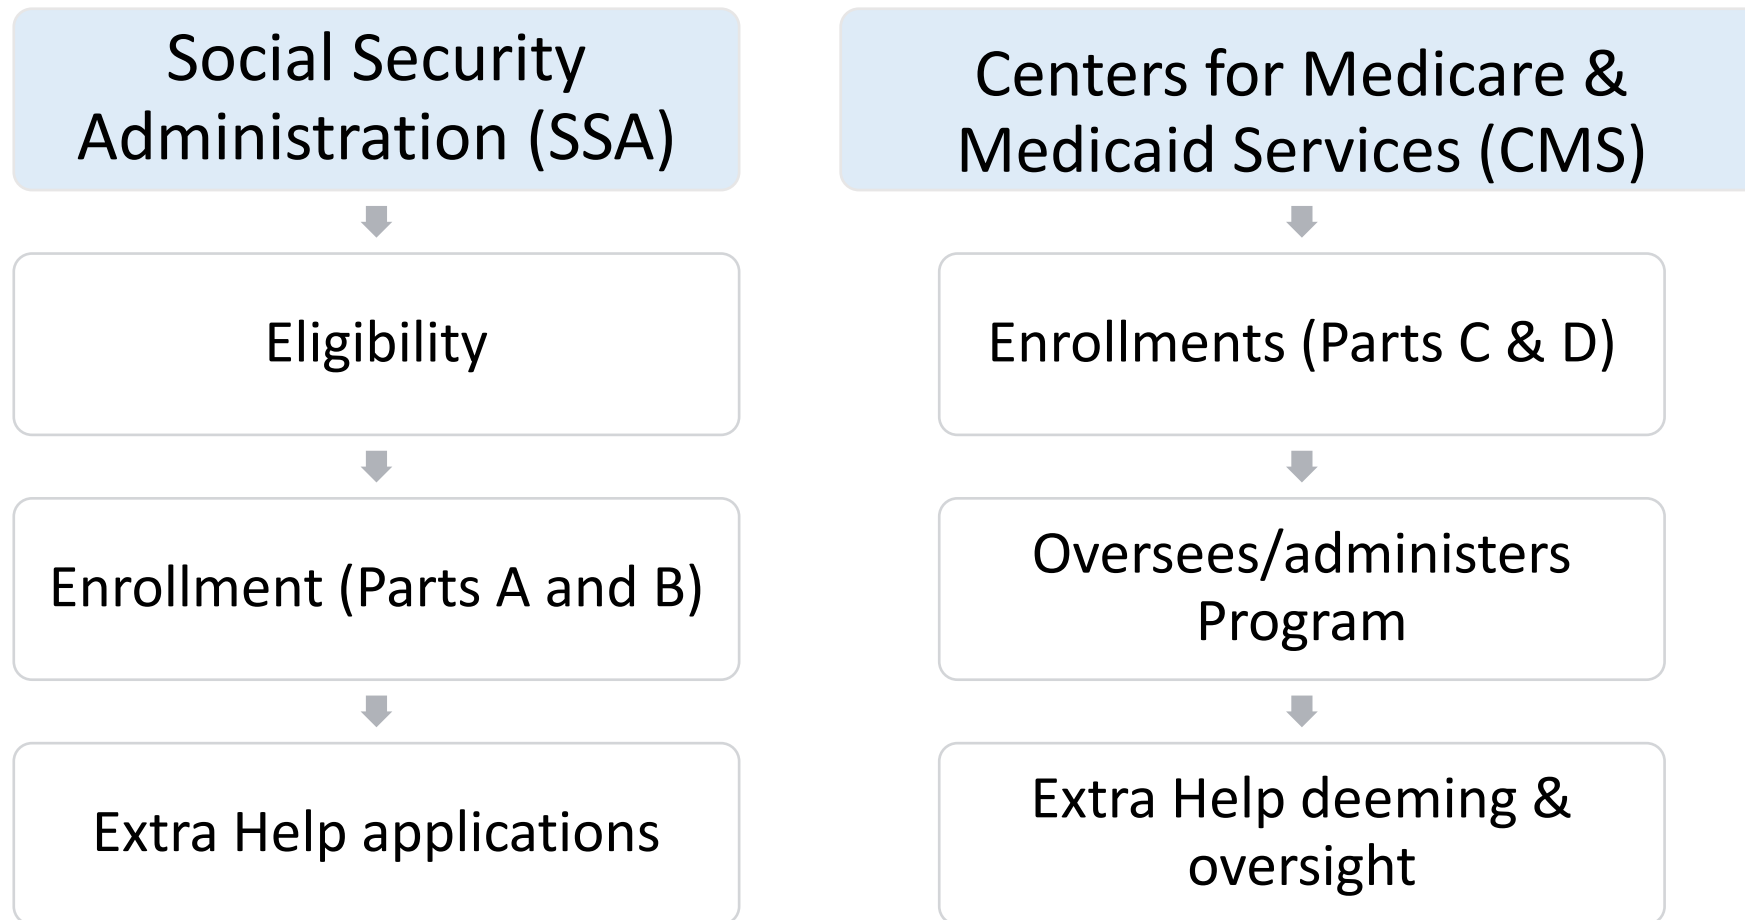 Social Security
Administration (SSA)
Eligibility
Enrollment (Parts A and B)
Extra Help applications
Centers for Medicare &
Medicaid Services (CMS)
Enrollments (Parts C & D)
Oversees/administers
Program
Extra Help deeming &
oversight